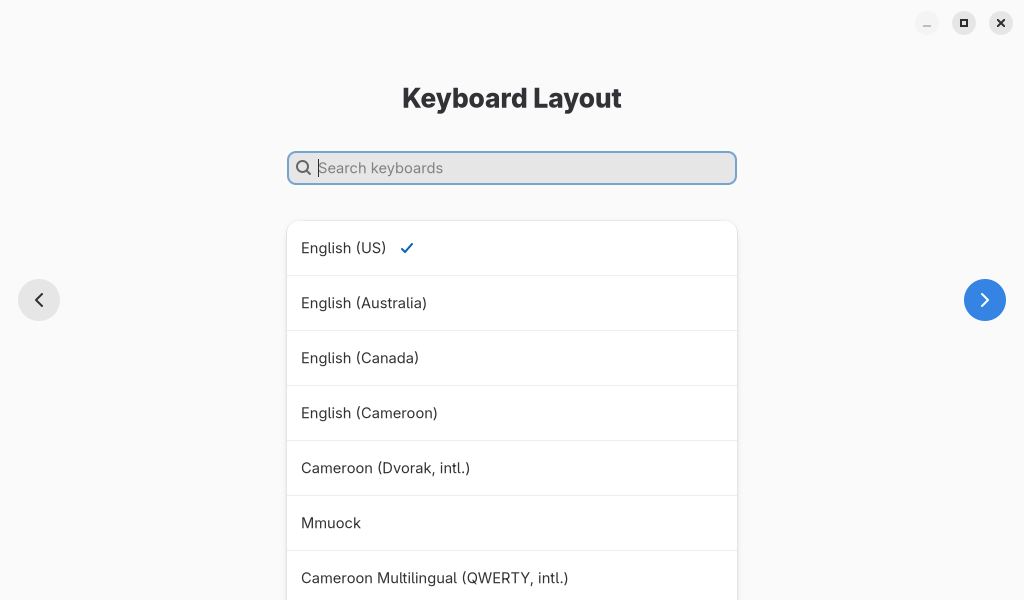 Keyboard Layout
Search keyboards
English (US)
English (Australia)
English (Canada)
English (Cameroon)
Cameroon (Dvorak, intl.)
Mmuock
Cameroon Multilingual (QWERTY, intl.)